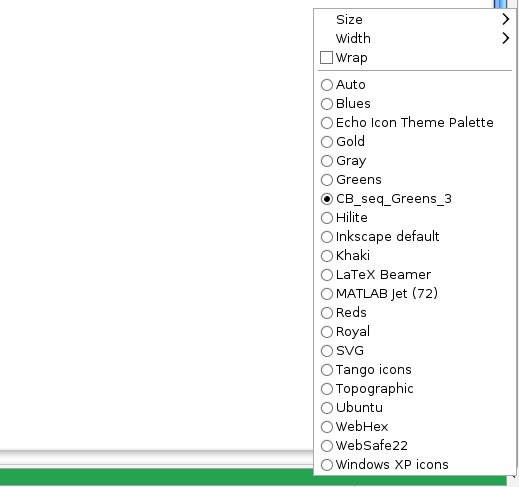 Size
Width
Wrap
Auto
Blues
Echo Icon Theme Palette
Gold
Gray
Greens
CB_seq_Greens_3
Hilite
Inkscape default
Khaki
LaTeX Beamer
MATLAB Jet (72)
Reds
Royal
SVG
Tango icons
Topographic
Ubuntu
WebHex
WebSafe22
Windows XP icons